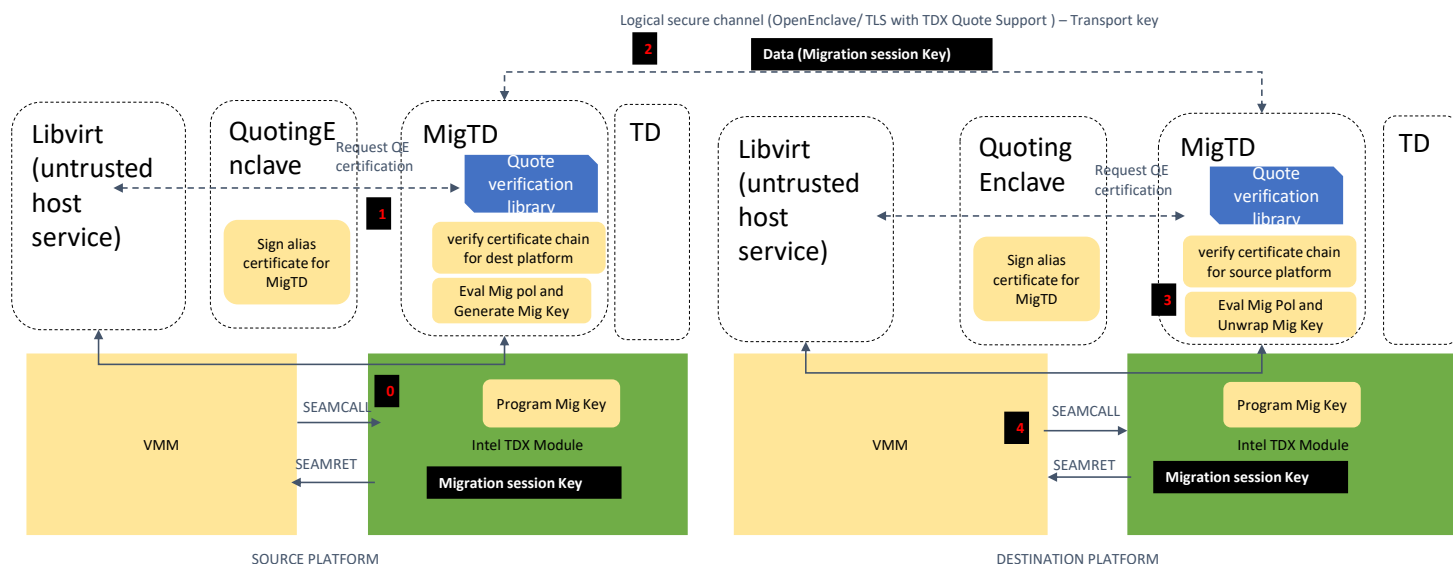 Logical secure channel (OpenEnclave/ TLS with TDX Quote Support ) – Transport key
2
Data (Migration session Key)
Libvirt
(untrusted
host
service)
QuotingE
nclave
Request QE
certification
1
Sign alias
certificate for
MigTD
MigTD
Quote
verification
library
verify certificate chain
for dest platform
Eval Mig pol and
Generate Mig Key
TD
Libvirt
(untrusted
host
service)
Quoting
Enclave
Request QE
certification
Sign alias
certificate for
MigTD
MigTD
Quote
verification
library
verify certificate chain
for source platform
3
Eval Mig Pol and
Unwrap Mig Key
TD
VMM
0
SEAMCALL
SEAMRET
Program Mig Key
Intel TDX Module
Migration session Key
SOURCE PLATFORM
VMM
4
SEAMCALL
SEAMRET
Program Mig Key
Intel TDX Module
Migration session Key
DESTINATION PLATFORM